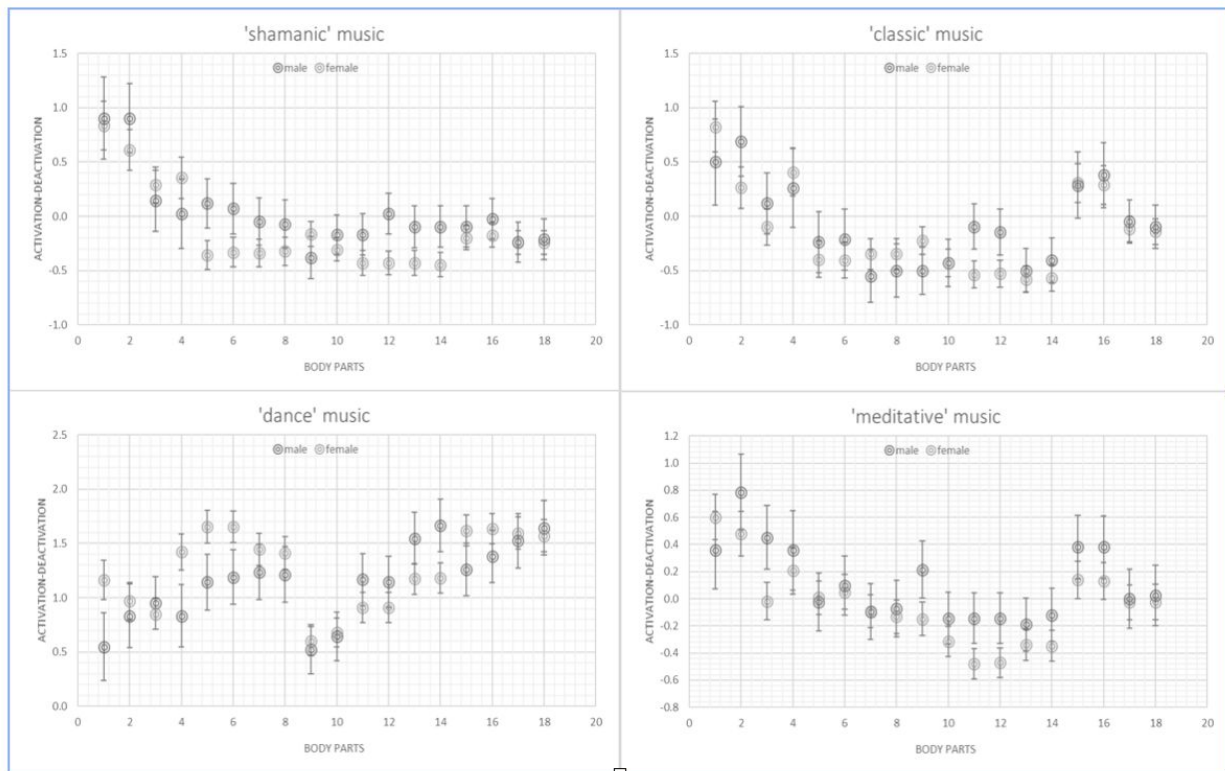 'shamanic' music
male female
ACTIVATION-DEACTIVATION
1.5
1.0
0.5
0.0
-0.5
-1.0
0 2 4 6 8 10 12 14 16 18 20
BODY PARTS
'classic' music
male female
ACTIVATION-DEACTIVATION
1.5
1.0
0.5
0.0
-0.5
-1.0
0 2 4 6 8 10 12 14 16 18 20
BODY PARTS
'dance' music
male female
ACTIVATION-DEACTIVATION
2.5
2.0
1.5
1.0
0.5
0.0
0 2 4 6 8 10 12 14 16 18 20
BODY PARTS
'meditative' music
male female
ACTIVATION-DEACTIVATION
1.2
1.0
0.8
0.6
0.4
0.2
0.0
-0.2
-0.4
-0.6
-0.8
0 2 4 6 8 10 12 14 16 18 20
BODY PARTS